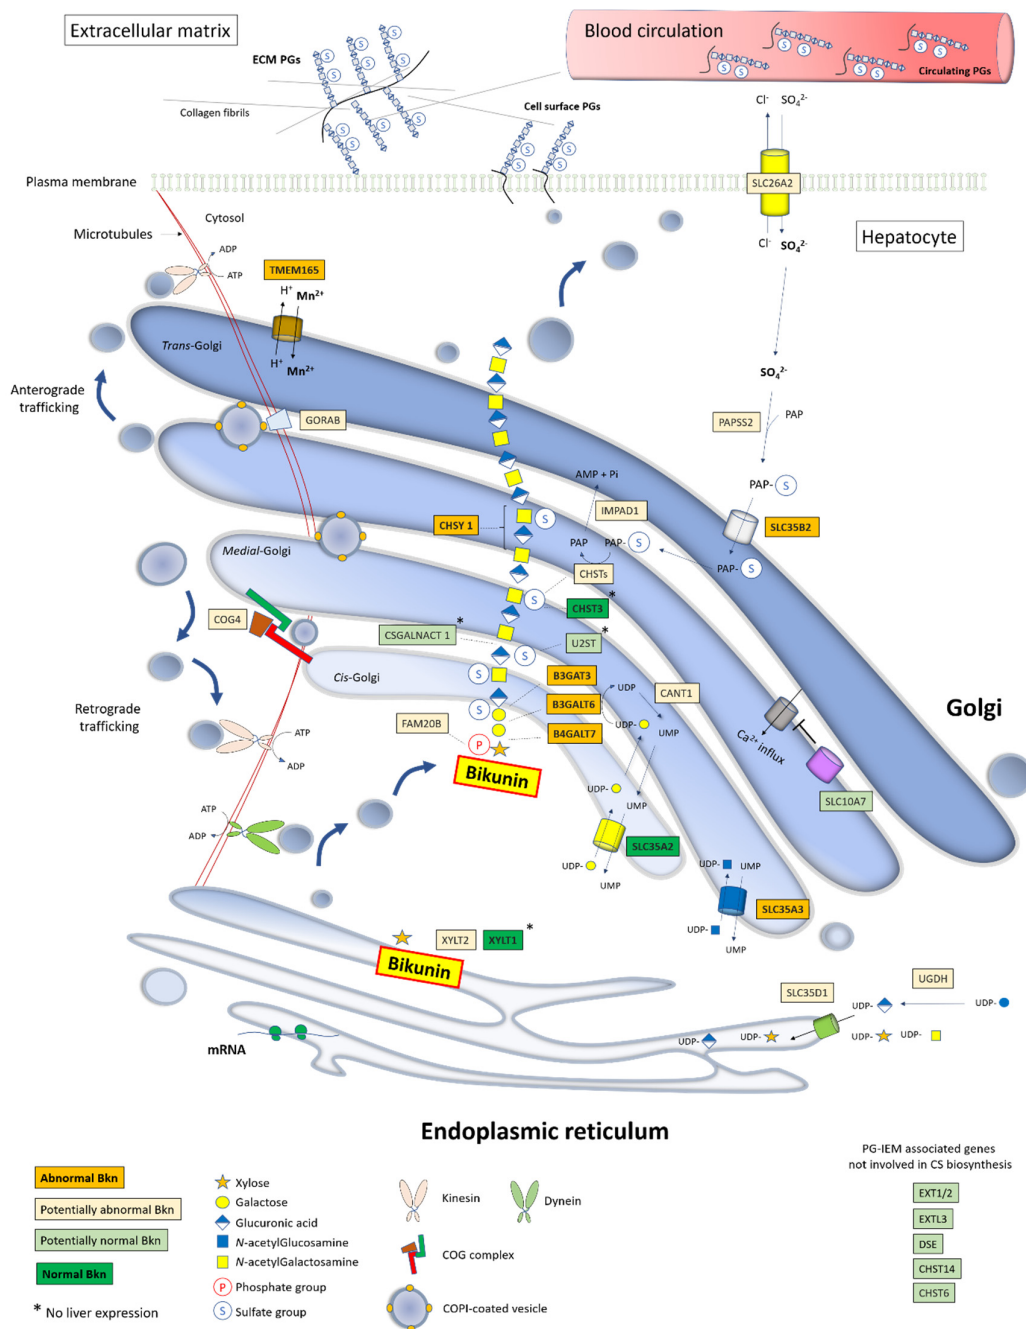 Extracellular matrix
Blood circulation
ECM PGs
Circulating PGs
Collagen fibrils
Cell surface PGs
Cl⁻ SO₄²⁻
Plasma membrane
SLC26A2
Cytosol
Microtubules
Cl⁻ SO₄²⁻
Hepatocyte
ADP
ATP
TMEM165
H⁺ Mn²⁺
Trans-Golgi
H⁺ Mn²⁺
SO₄²⁻
Anterograde
trafficking
GORAB
PAPSS2
PAP
AMP + Pi
PAP- S
IMPAD1
CHSY 1
S
SLC35B2
Medial-Golgi
PAP PAP- S
PAP- S
CHSTs
S
CHST3 *
COG4
CSGALNACT 1 *
U2ST *
S
Cis-Golgi
S
B3GAT3
UDP
CANT1
Golgi
Retrograde
trafficking
S
B3GALT6
UDP-
UMP
FAM20B
P
B4GALT7
Ca²⁺ influx
Bikunin
ATP
ADP
SLC10A7
UDP-
UMP
ATP
ADP
SLC35A2
UDP-
UMP
UDP- UMP
SLC35A3
UDP-
UMP
XYLT2 XYLT1 *
Bikunin
SLC35D1
UGDH
UDP- UDP-
mRNA
UDP- UDP- UDP- UDP-
Endoplasmic reticulum
PG-IEM associated genes
not involved in CS biosynthesis
Abnormal Bkn
Potentially abnormal Bkn
Potentially normal Bkn
Normal Bkn
* No liver expression
Xylose
Galactose
Glucuronic acid
N-acetylGlucosamine
N-acetylGalactosamine
P Phosphate group
S Sulfate group
Kinesin
Dynein
COG complex
COPI-coated vesicle
EXT1/2
EXTL3
DSE
CHST14
CHST6